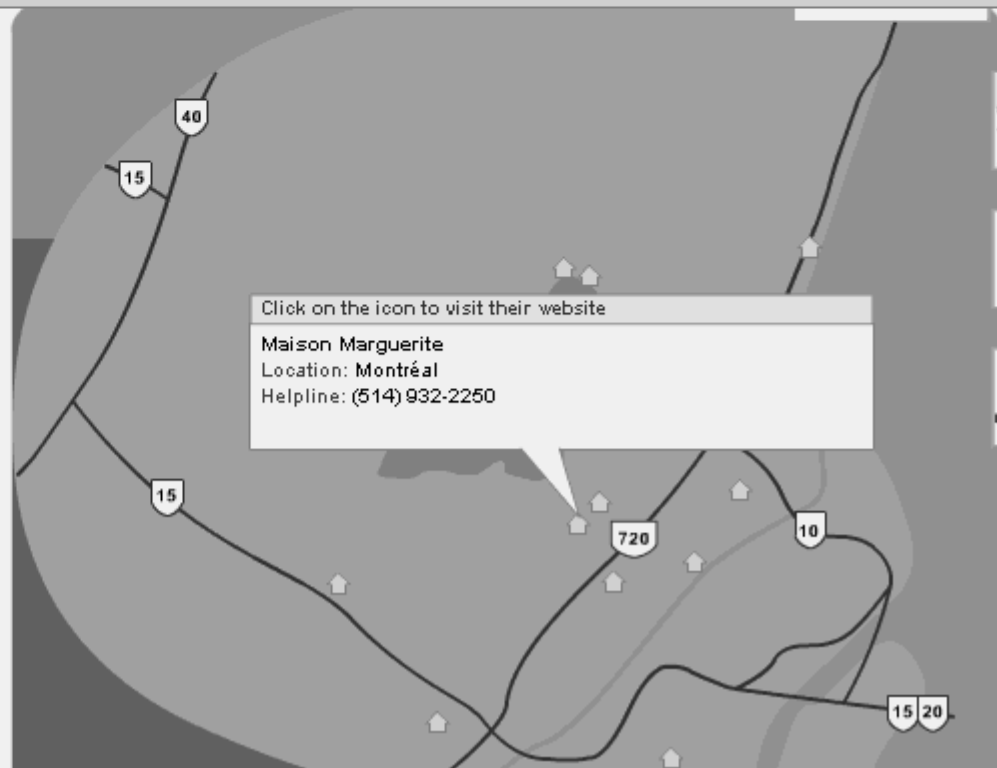 40
15
Click on the icon to visit their website
Maison Marguerite
Location: Montréal
Helpline: (514) 932-2250
15
720
10
15 20